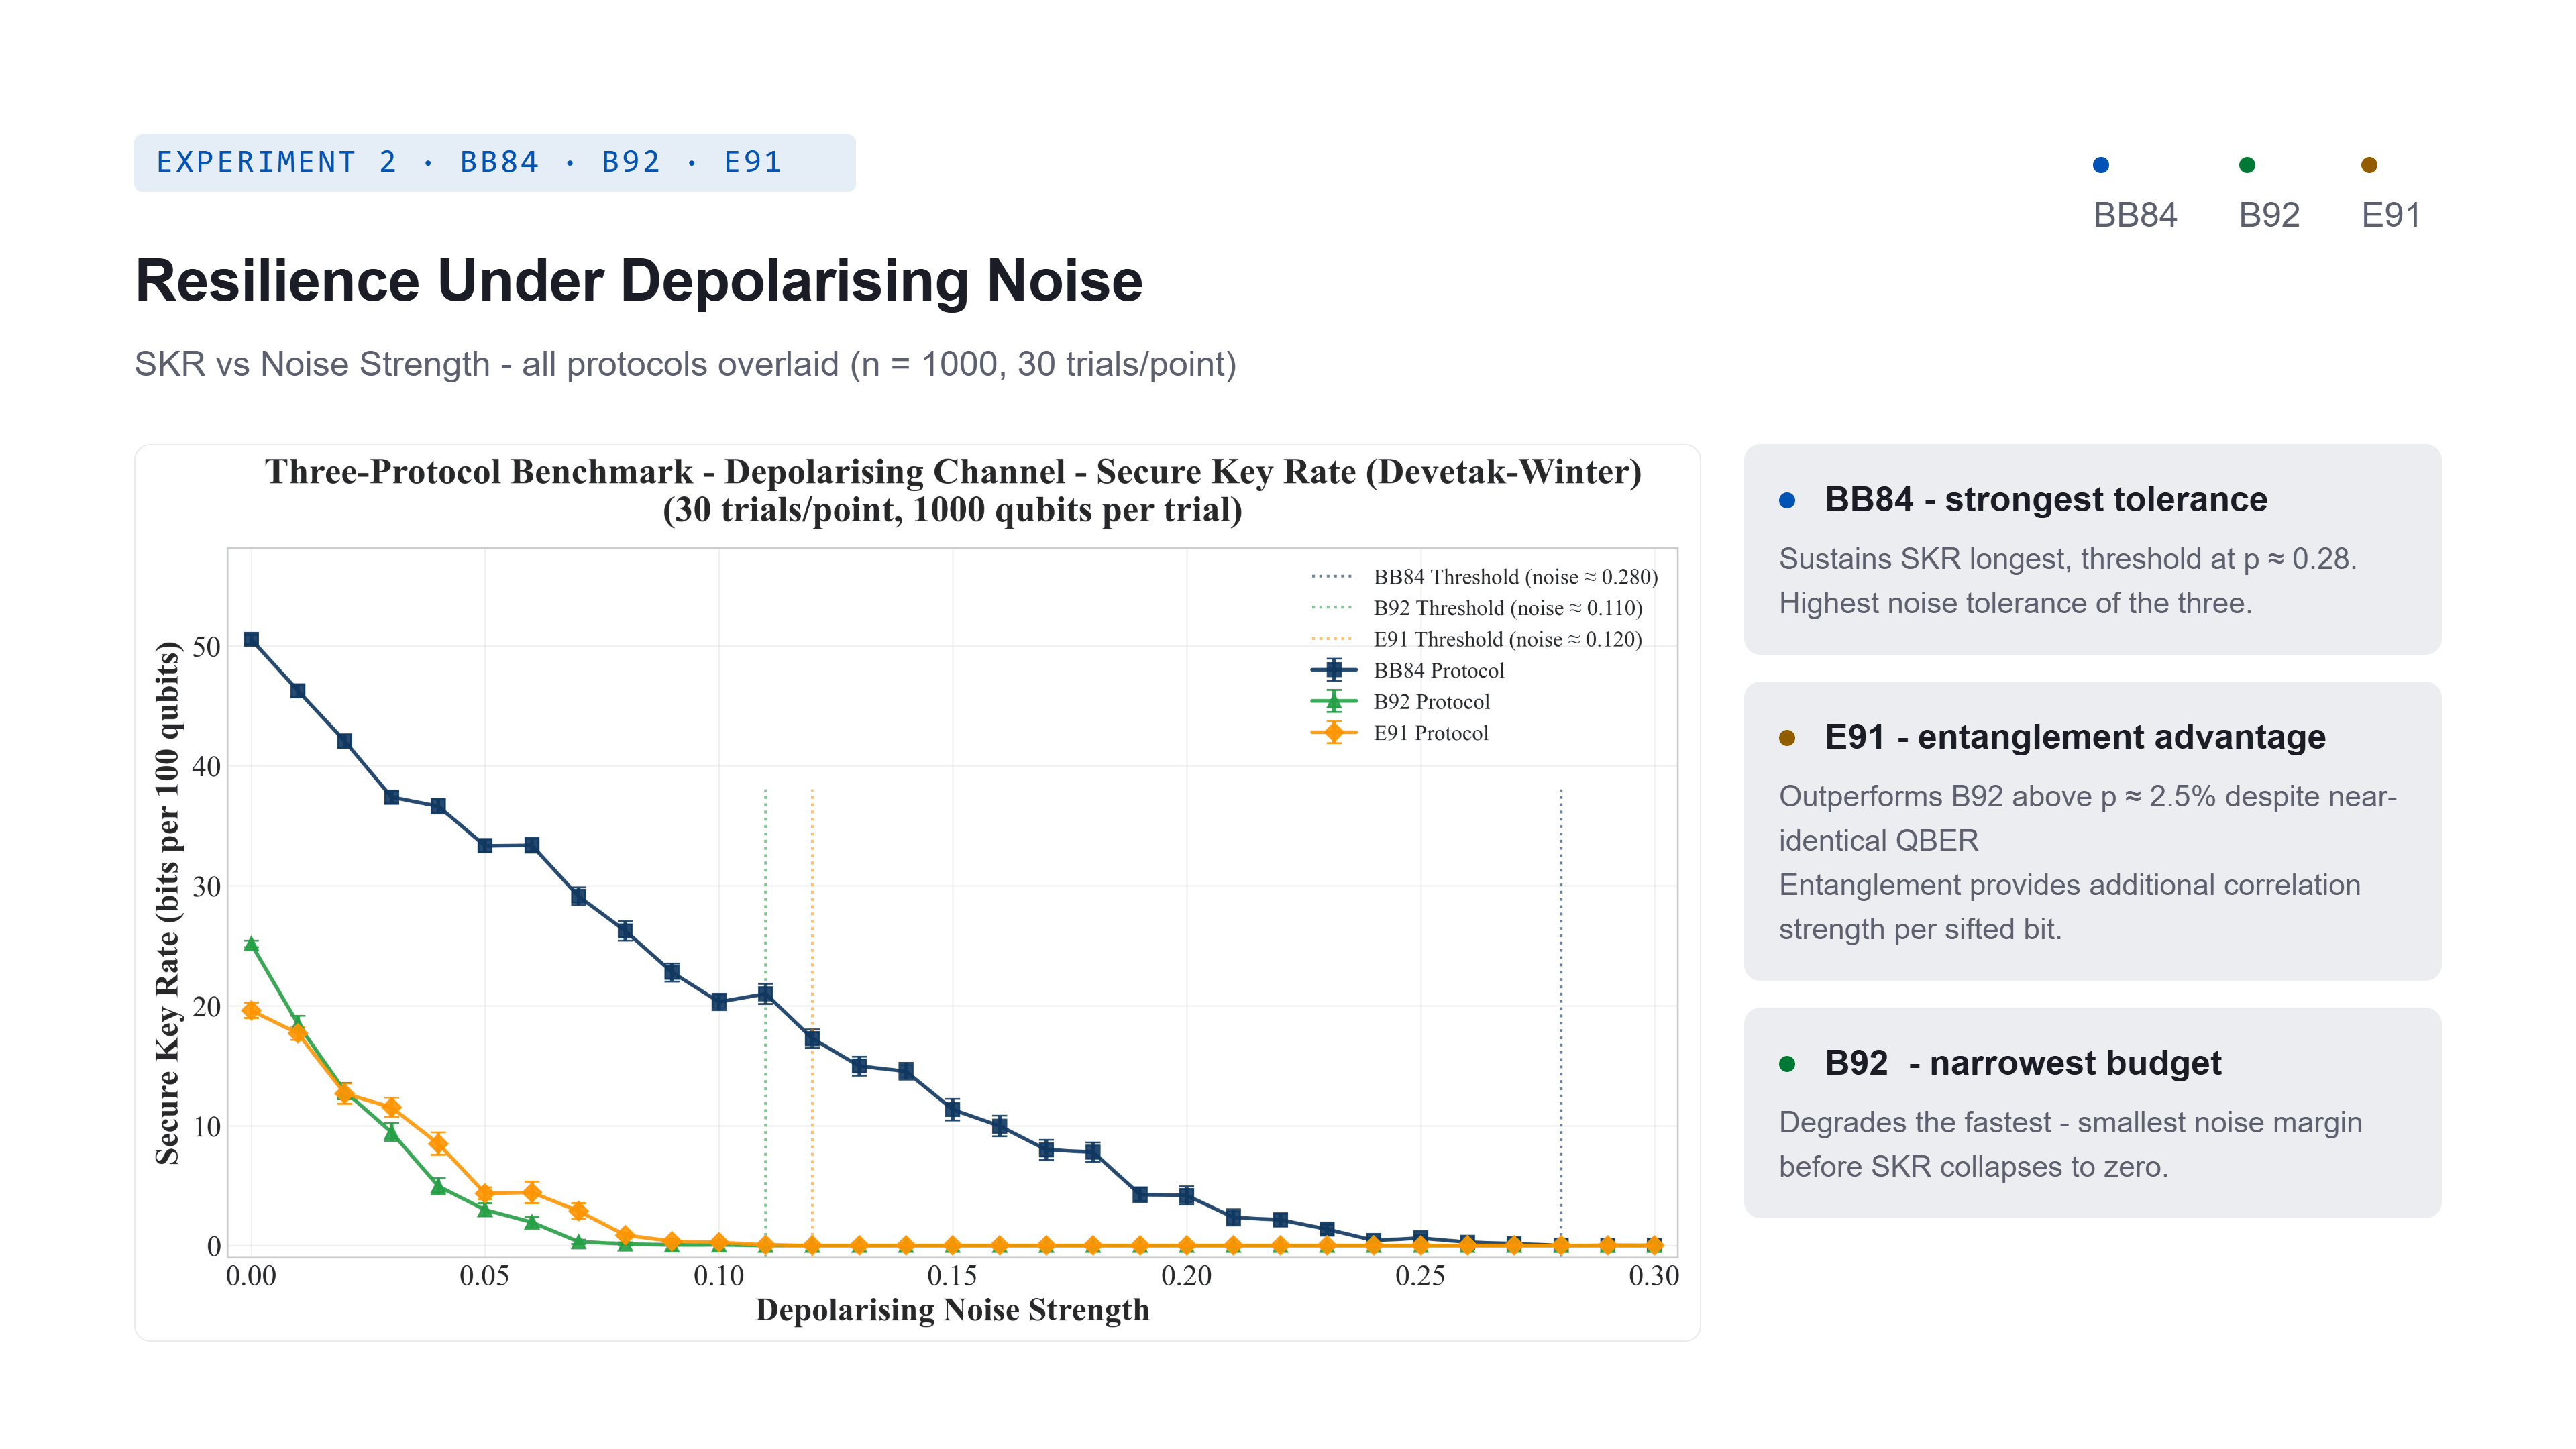 EXPERIMENT 2 · BB84 · B92 · E91
BB84
B92
E91
Resilience Under Depolarising Noise
SKR vs Noise Strength - all protocols overlaid (n = 1000, 30 trials/point)
Three-Protocol Benchmark - Depolarising Channel - Secure Key Rate (Devetak-Winter)
(30 trials/point, 1000 qubits per trial)
Secure Key Rate (bits per 100 qubits)
50
40
30
20
10
0
BB84 Threshold (noise ≈ 0.280)
B92 Threshold (noise ≈ 0.110)
E91 Threshold (noise ≈ 0.120)
BB84 Protocol
B92 Protocol
E91 Protocol
0.00
0.05
0.10
0.15
0.20
0.25
0.30
Depolarising Noise Strength
BB84 - strongest tolerance
Sustains SKR longest, threshold at p ≈ 0.28.
Highest noise tolerance of the three.
E91 - entanglement advantage
Outperforms B92 above p ≈ 2.5% despite near-
identical QBER
Entanglement provides additional correlation
strength per sifted bit.
B92  - narrowest budget
Degrades the fastest - smallest noise margin
before SKR collapses to zero.